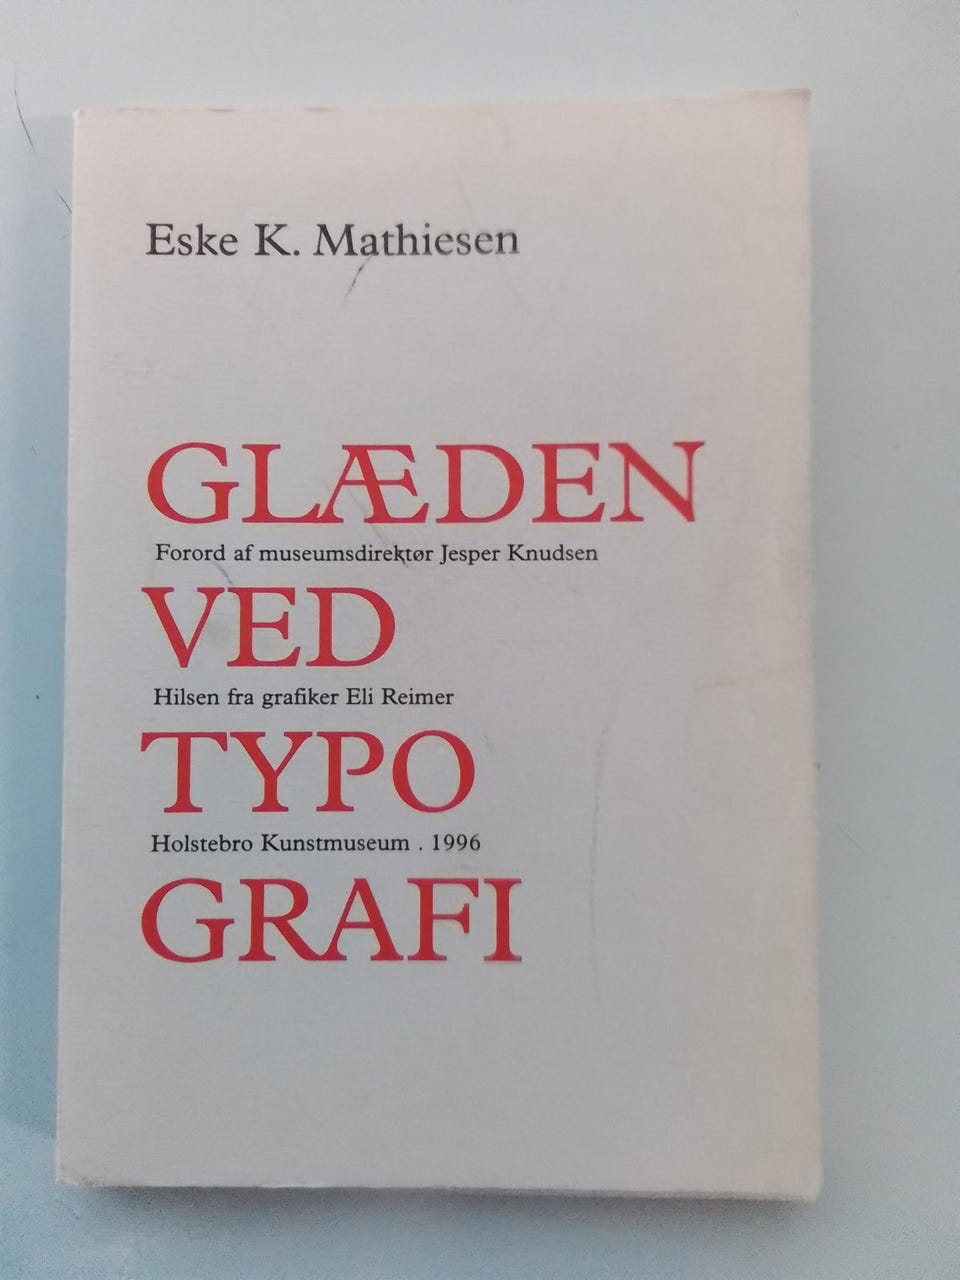 Eske K. Mathiesen
GLÆDEN
Forord af museumsdirektør Jesper Knudsen
VED
Hilsen fra grafiker Eli Reimer
TYPO
Holstebro Kunstmuseum . 1996
GRAFI